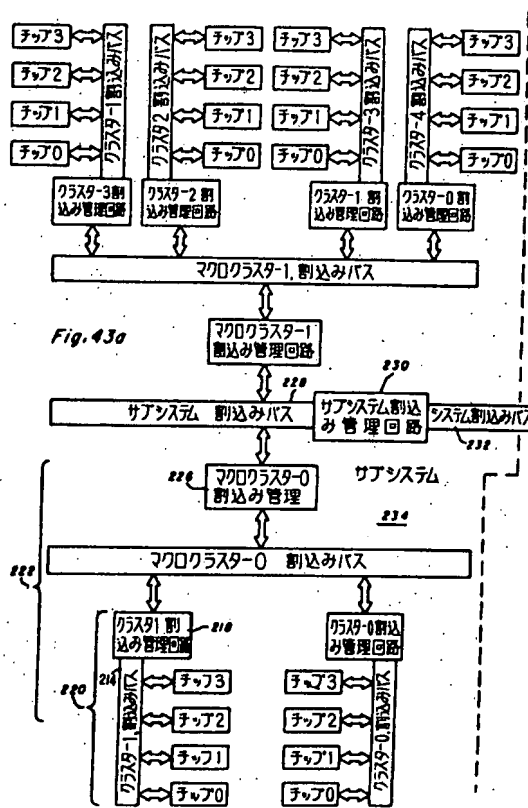 チップ3 チップ3 チップ3 チップ3
チップ2 チップ2 チップ2 チップ2
チップ1 チップ1 チップ1 チップ1
チップ0 チップ0 チップ0 チップ0
クラスター1割込みバス
クラスター2割込みバス
クラスター3割込みバス
クラスター4割込みバス
クラスター3割
込み管理回路
クラスター2 割
込み管理回路
クラスター1 割
込み管理回路
クラスター0 割
込み管理回路
マクロクラスター1,割込みバス
Fig.43a
マクロクラスター1
割込み管理回路
228
230
サブシステム 割込みバス
サブシステム割込
み管理回路
システム割込みバス
232
226
マクロクラスター0
割込み管理
サブシステム
234
222
マクロクラスター0 割込みバス
クラスタ1 割
込み管理回路
218
クラスター0割込
み管理回路
214
220
クラスター1,割込みバス
クラスター0,割込みバス
チップ3 チップ3
チップ2 チップ2
チップ1 チップ1
チップ0 チップ0